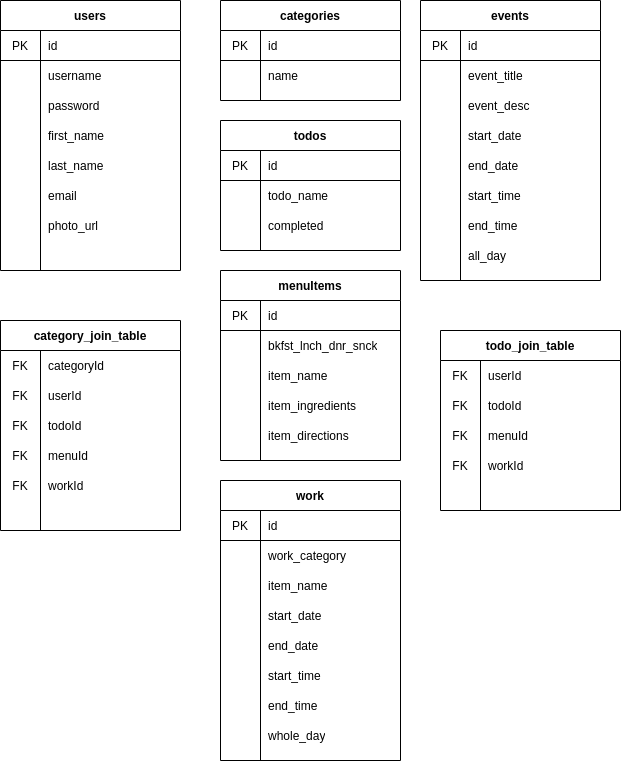 users
PK id
username
password
first_name
last_name
email
photo_url
categories
PK id
name
events
PK id
event_title
event_desc
start_date
end_date
start_time
end_time
all_day
todos
PK id
todo_name
completed
menuItems
PK id
bkfst_lnch_dnr_snck
item_name
item_ingredients
item_directions
category_join_table
FK categoryId
FK userId
FK todoId
FK menuId
FK workId
todo_join_table
FK userId
FK todoId
FK menuId
FK workId
work
PK id
work_category
item_name
start_date
end_date
start_time
end_time
whole_day